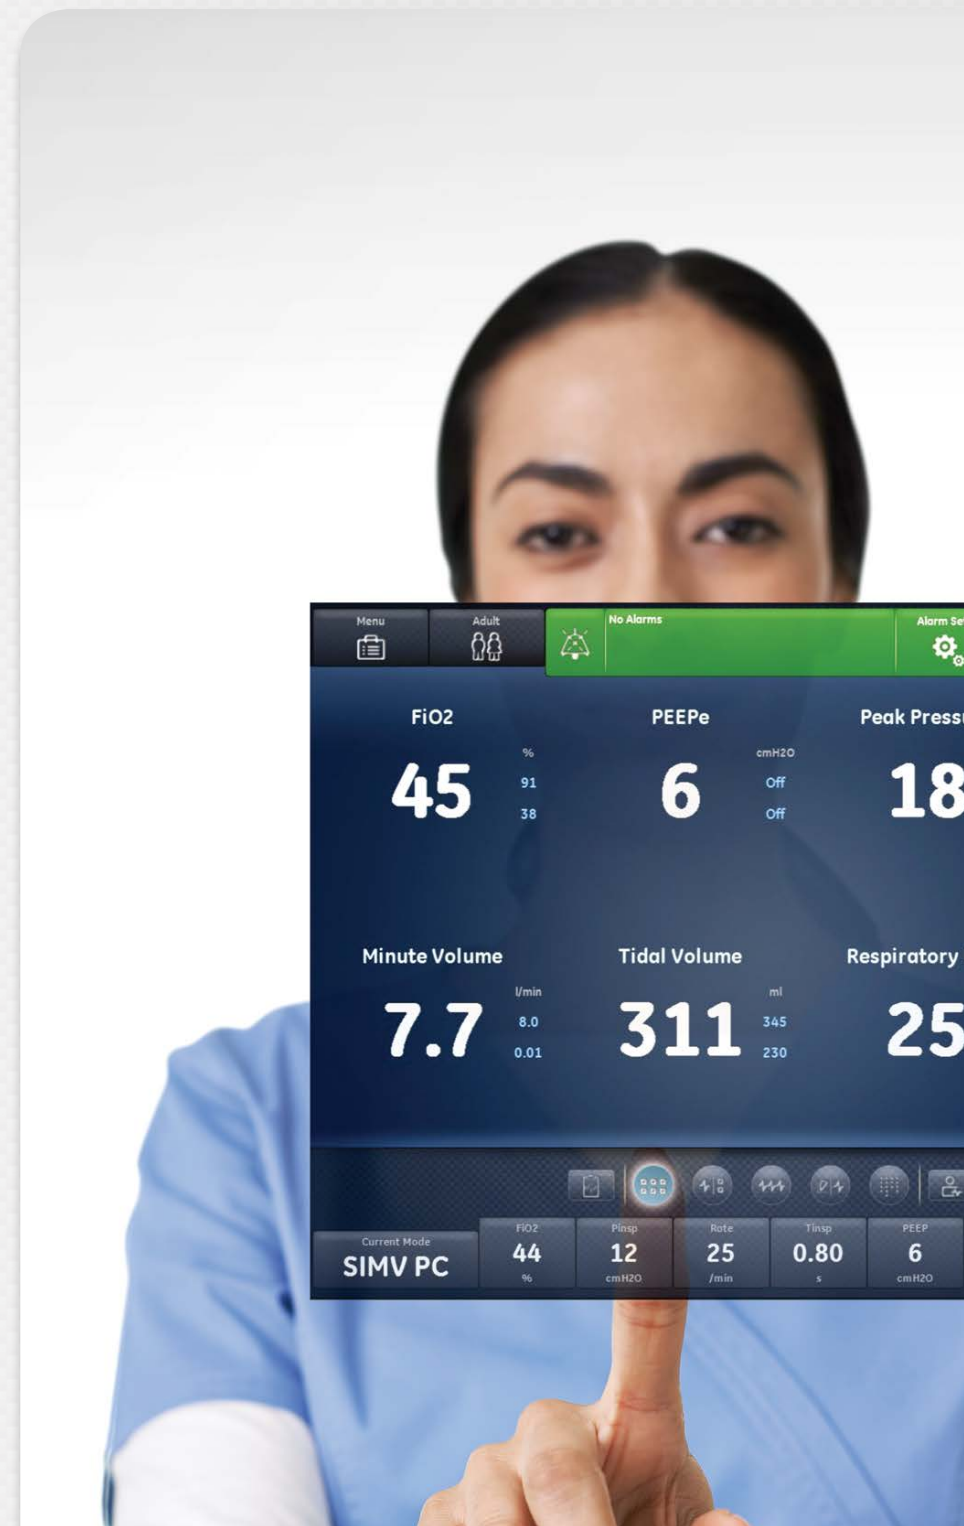 Menu
Adult
No Alarms
Alarm
FiO2
PEEPe
Peak
%
cmH2O
45
91
6
Off
18
38
Off
Minute Volume
Tidal Volume
Respiratory
l/min
ml
7.7
8.0
311
345
25
0.01
230
Current Mode
SIMV PC
FiO2
44
%
Pinsp
12
cmH2O
Rate
25
/min
Tinsp
0.80
s
PEEP
6
cmH2O